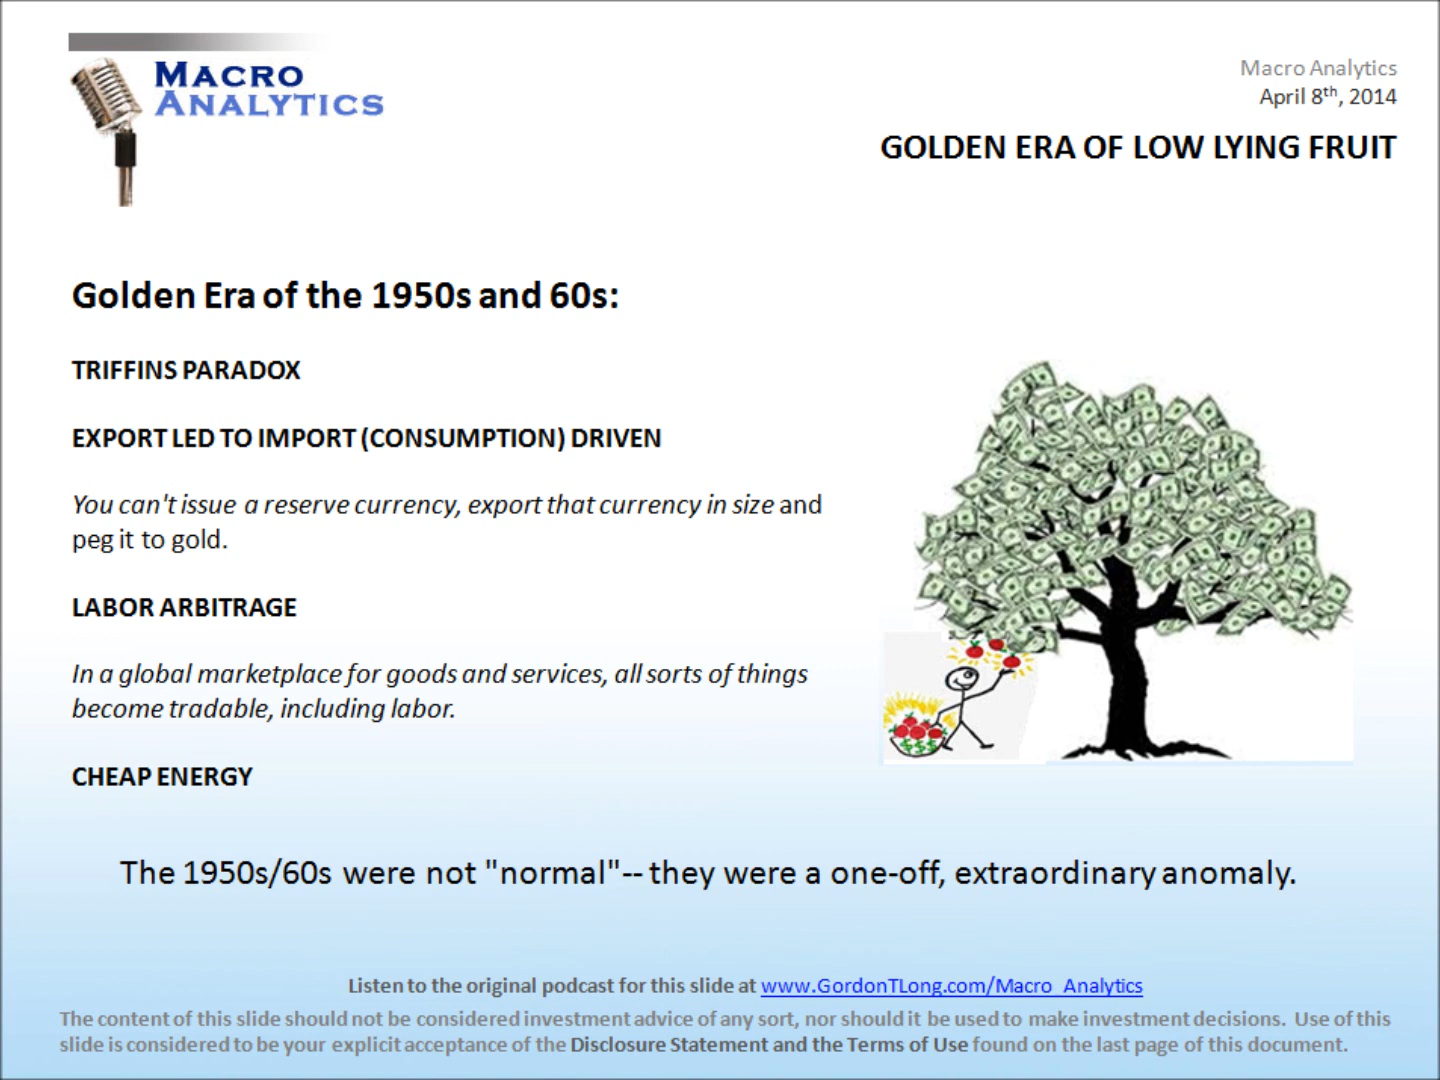 MACRO
ANALYTICS
Macro Analytics
April 8th, 2014
GOLDEN ERA OF LOW LYING FRUIT
Golden Era of the 1950s and 60s:
TRIFFINS PARADOX
EXPORT LED TO IMPORT (CONSUMPTION) DRIVEN
You can't issue a reserve currency, export that currency in size and
peg it to gold.
LABOR ARBITRAGE
In a global marketplace for goods and services, all sorts of things
become tradable, including labor.
CHEAP ENERGY
$$$
The 1950s/60s were not "normal"-- they were a one-off, extraordinary anomaly.
Listen to the original podcast for this slide at www.GordonTLong.com/Macro_Analytics
The content of this slide should not be considered investment advice of any sort, nor should it be used to make investment decisions. Use of this
slide is considered to be your explicit acceptance of the Disclosure Statement and the Terms of Use found on the last page of this document.